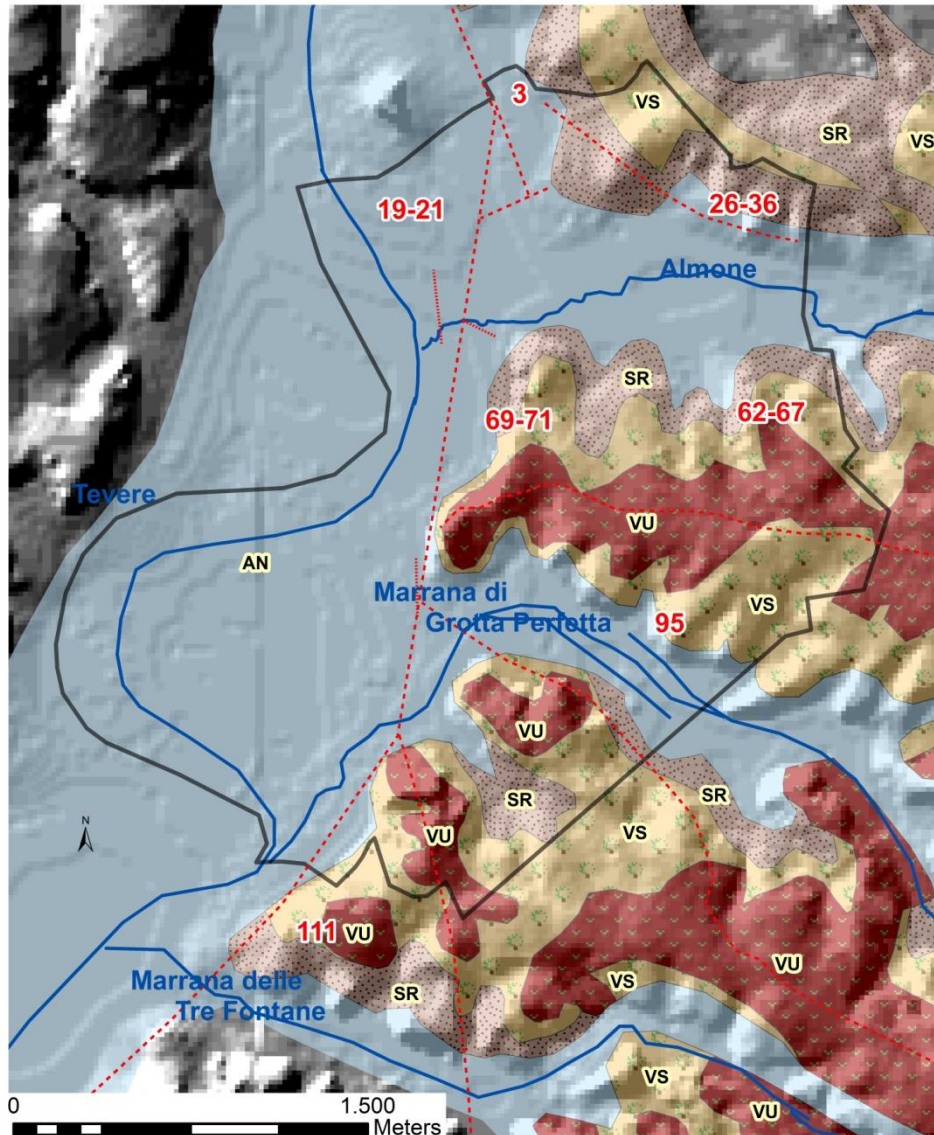 3
VS
SR
VS
19-21
26-36
Almone
SR
69-71
62-67
Tevere
VU
AN
Marrana di
Grotta Perfetta
95
VS
VU
SR
SR
VS
VU
N
111
VU
VU
Marrana delle
Tre Fontane
VS
SR
VS
VU
0
1.500
Meters